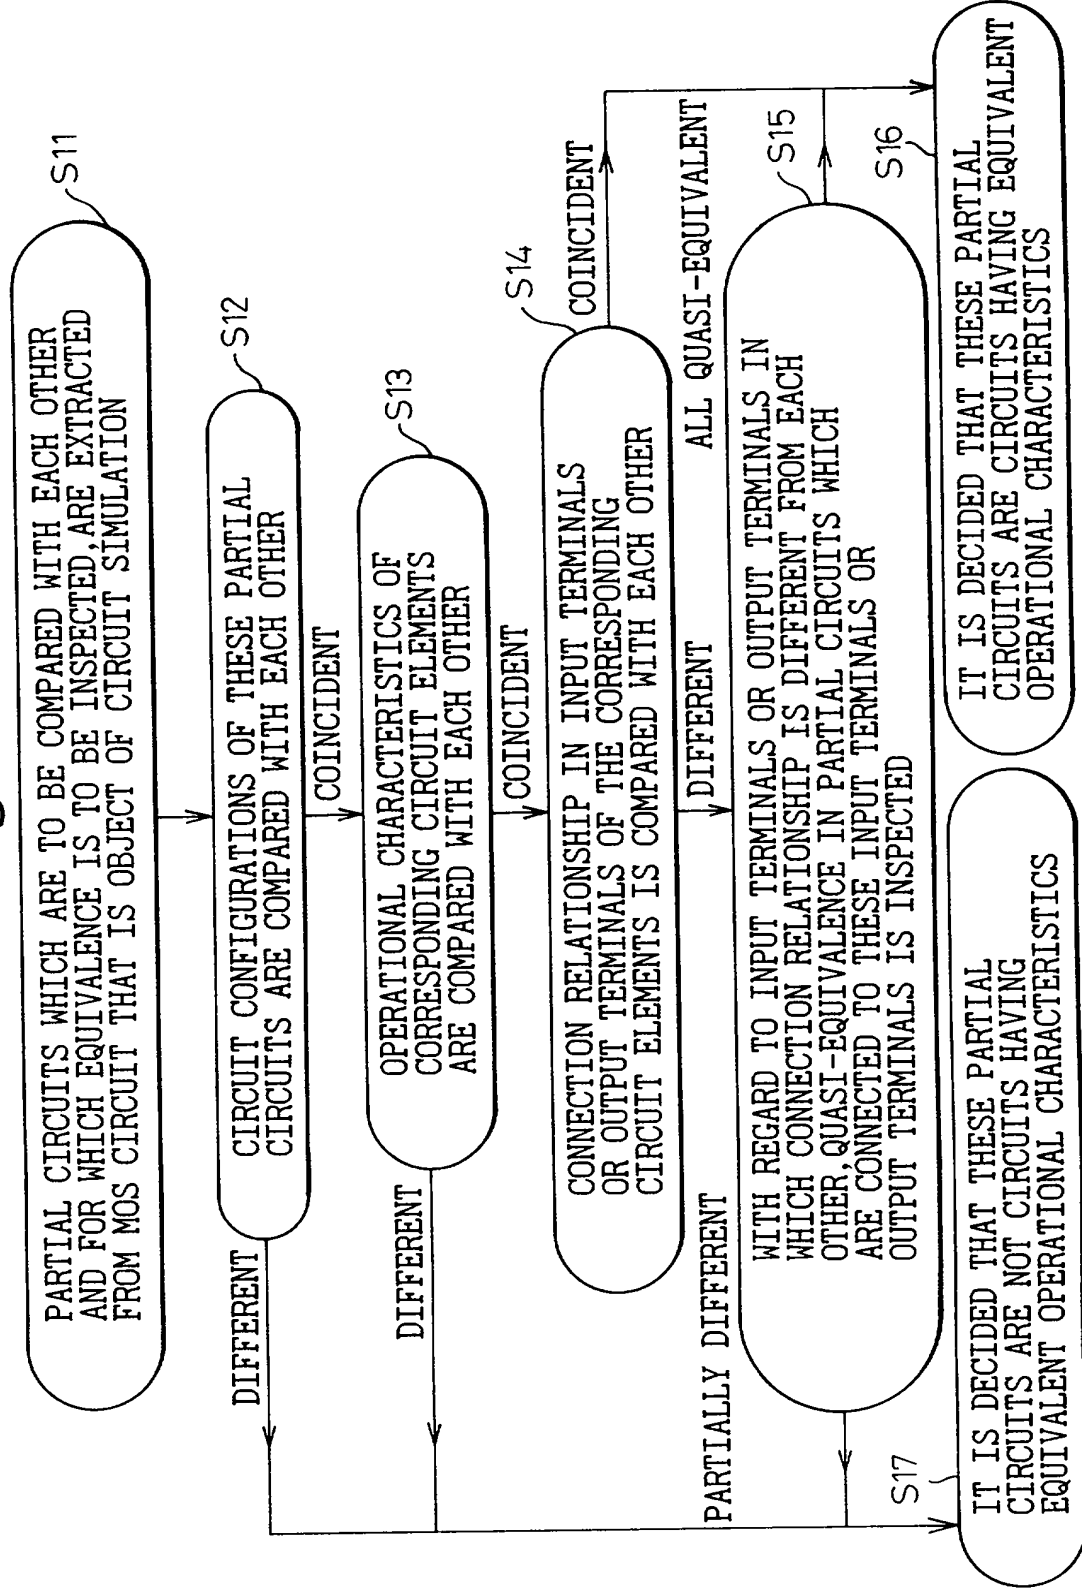 S11
PARTIAL CIRCUITS WHICH ARE TO BE COMPARED WITH EACH OTHER
AND FOR WHICH EQUIVALENCE IS TO BE INSPECTED, ARE EXTRACTED
FROM MOS CIRCUIT THAT IS OBJECT OF CIRCUIT SIMULATION
S12
CIRCUIT CONFIGURATIONS OF THESE PARTIAL
CIRCUITS ARE COMPARED WITH EACH OTHER
DIFFERENT
COINCIDENT
S13
OPERATIONAL CHARACTERISTICS OF
CORRESPONDING CIRCUIT ELEMENTS
ARE COMPARED WITH EACH OTHER
DIFFERENT
COINCIDENT
S14
CONNECTION RELATIONSHIP IN INPUT TERMINALS
OR OUTPUT TERMINALS OF THE CORRESPONDING
CIRCUIT ELEMENTS IS COMPARED WITH EACH OTHER
COINCIDENT
DIFFERENT
PARTIALLY DIFFERENT
ALL QUASI-EQUIVALENT
S15
WITH REGARD TO INPUT TERMINALS OR OUTPUT TERMINALS IN
WHICH CONNECTION RELATIONSHIP IS DIFFERENT FROM EACH
OTHER, QUASI-EQUIVALENCE IN PARTIAL CIRCUITS WHICH
ARE CONNECTED TO THESE INPUT TERMINALS OR
OUTPUT TERMINALS IS INSPECTED
S17
IT IS DECIDED THAT THESE PARTIAL
CIRCUITS ARE NOT CIRCUITS HAVING
EQUIVALENT OPERATIONAL CHARACTERISTICS
S16
IT IS DECIDED THAT THESE PARTIAL
CIRCUITS ARE CIRCUITS HAVING EQUIVALENT
OPERATIONAL CHARACTERISTICS